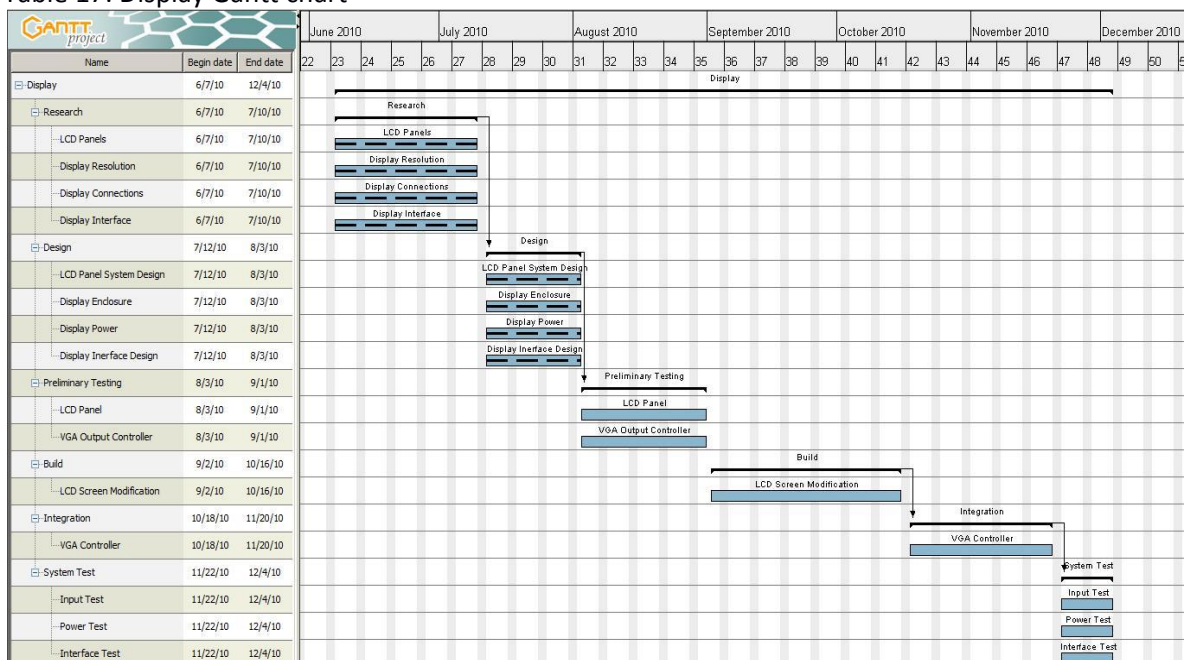 Table 17: Display Gantt chart
GANTT project
June 2010 July 2010 August 2010 September 2010 October 2010 November 2010 December 2010
Name Begin date End date 22 23 24 25 26 27 28 29 30 31 32 33 34 35 36 37 38 39 40 41 42 43 44 45 46 47 48 49 50
Display 6/7/10 12/4/10 Display
Research 6/7/10 7/10/10 Research
LCD Panels 6/7/10 7/10/10 LCD Panels
Display Resolution 6/7/10 7/10/10 Display Resolution
Display Connections 6/7/10 7/10/10 Display Connections
Display Interface 6/7/10 7/10/10 Display Interface
Design 7/12/10 8/3/10 Design
LCD Panel System Design 7/12/10 8/3/10 LCD Panel System Design
Display Enclosure 7/12/10 8/3/10 Display Enclosure
Display Power 7/12/10 8/3/10 Display Power
Display Inerface Design 7/12/10 8/3/10 Display Inerface Design
Preliminary Testing 8/3/10 9/1/10 Preliminary Testing
LCD Panel 8/3/10 9/1/10 LCD Panel
VGA Output Controller 8/3/10 9/1/10 VGA Output Controller
Build 9/2/10 10/16/10 Build
LCD Screen Modification 9/2/10 10/16/10 LCD Screen Modification
Integration 10/18/10 11/20/10 Integration
VGA Controller 10/18/10 11/20/10 VGA Controller
System Test 11/22/10 12/4/10 System Test
Input Test 11/22/10 12/4/10 Input Test
Power Test 11/22/10 12/4/10 Power Test
Interface Test 11/22/10 12/4/10 Interface Test